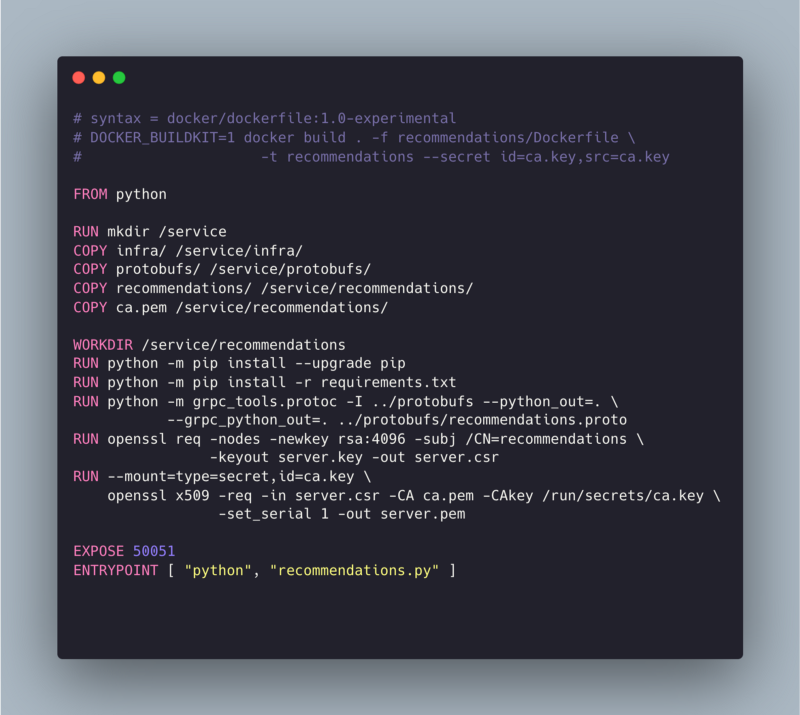 # syntax = docker/dockerfile:1.0-experimental
# DOCKER_BUILDKIT=1 docker build . -f recommendations/Dockerfile \
#                     -t recommendations --secret id=ca.key,src=ca.key

FROM python

RUN mkdir /service
COPY infra/ /service/infra/
COPY protobufs/ /service/protobufs/
COPY recommendations/ /service/recommendations/
COPY ca.pem /service/recommendations/

WORKDIR /service/recommendations
RUN python -m pip install --upgrade pip
RUN python -m pip install -r requirements.txt
RUN python -m grpc_tools.protoc -I ../protobufs --python_out=. \
           --grpc_python_out=. ../protobufs/recommendations.proto
RUN openssl req -nodes -newkey rsa:4096 -subj /CN=recommendations \
                -keyout server.key -out server.csr
RUN --mount=type=secret,id=ca.key \
    openssl x509 -req -in server.csr -CA ca.pem -CAkey /run/secrets/ca.key \
                 -set_serial 1 -out server.pem

EXPOSE 50051
ENTRYPOINT [ "python", "recommendations.py" ]